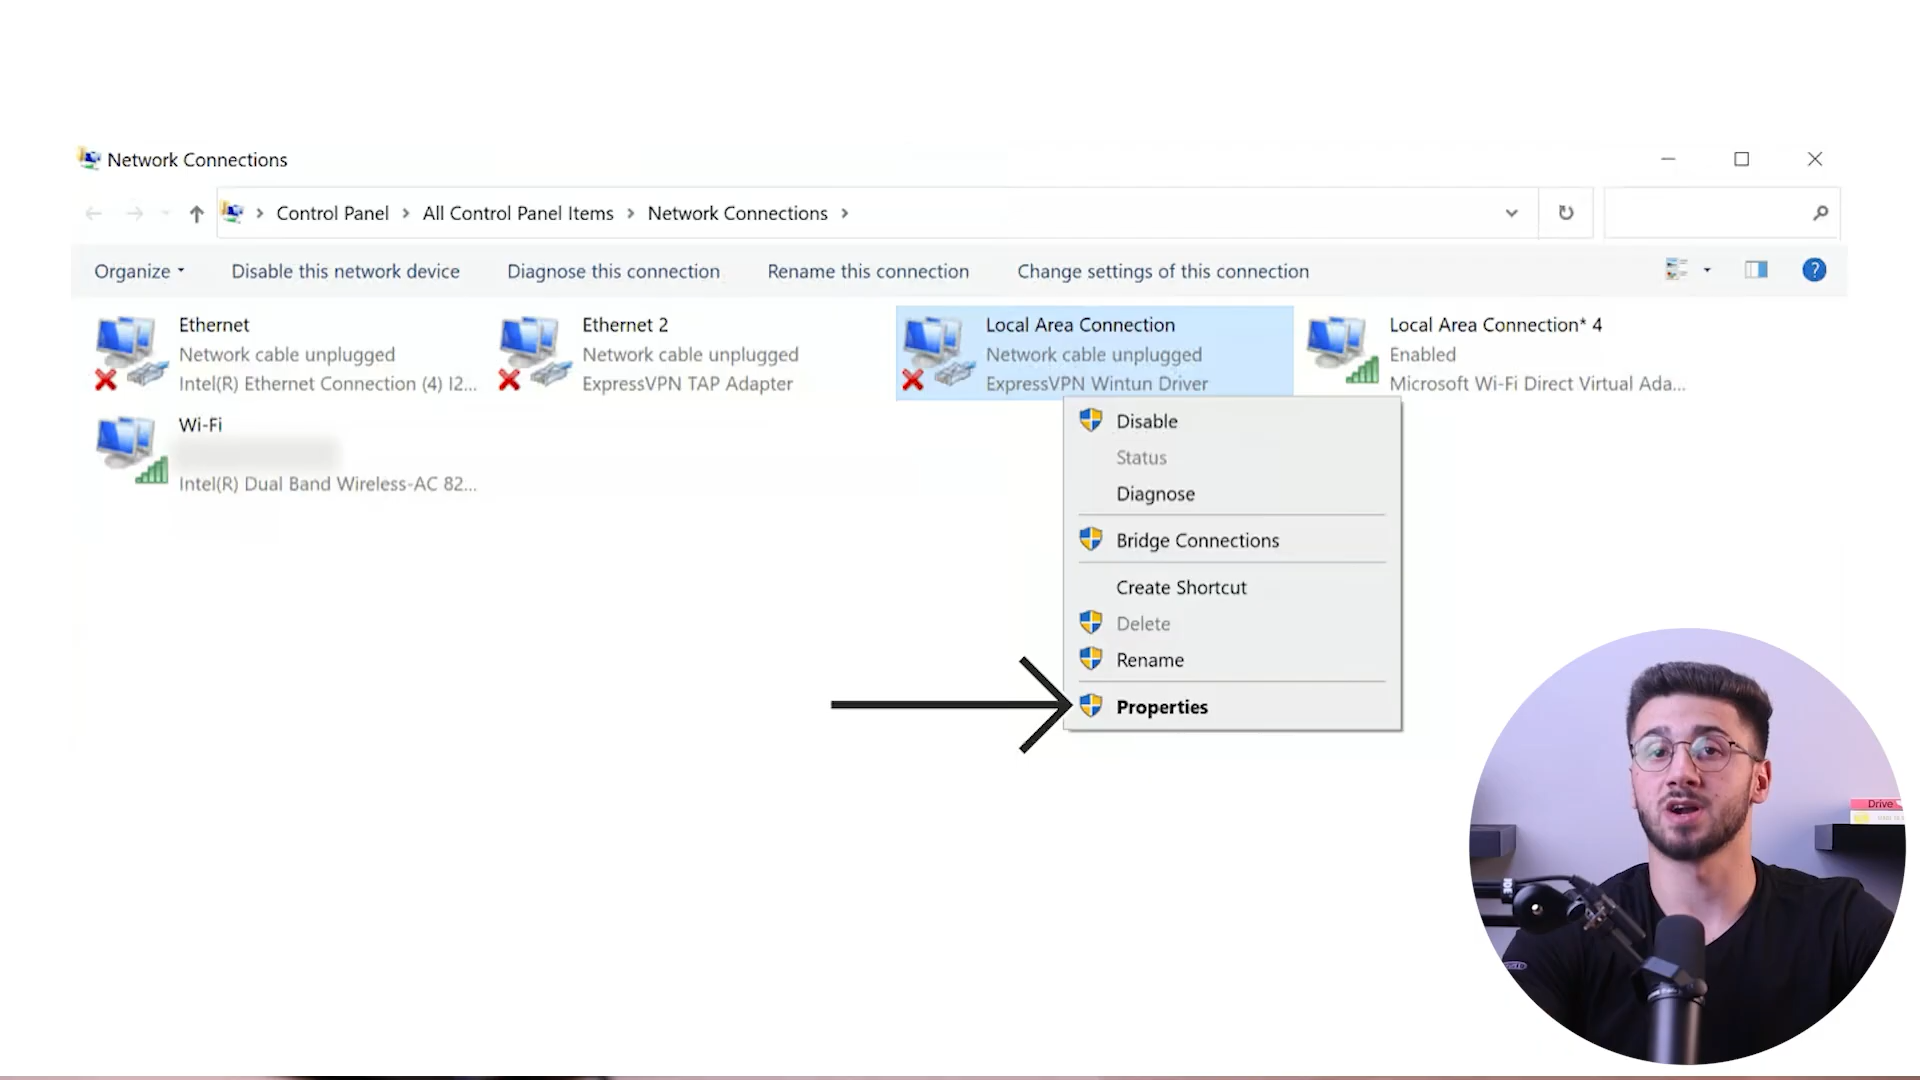 Network Connections
Control Panel > All Control Panel Items > Network Connections >
Organize Disable this network device Diagnose this connection Rename this connection Change settings of this connection
Ethernet
Network cable unplugged
Intel(R) Ethernet Connection (4) I2...
Ethernet 2
Network cable unplugged
ExpressVPN TAP Adapter
Local Area Connection
Network cable unplugged
ExpressVPN Wintun Driver
Local Area Connection* 4
Enabled
Microsoft Wi-Fi Direct Virtual Ada...
Wi-Fi
Intel(R) Dual Band Wireless-AC 82...
Disable
Status
Diagnose
Bridge Connections
Create Shortcut
Delete
Rename
Properties
Drive